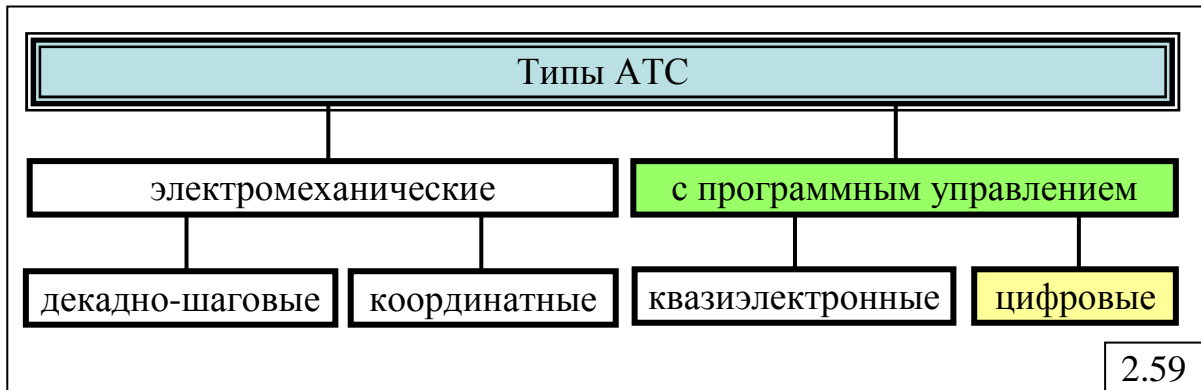 Типы АТС
электромеханические
с программным управлением
декадно-шаговые
координатные
квазиэлектронные
цифровые
2.59